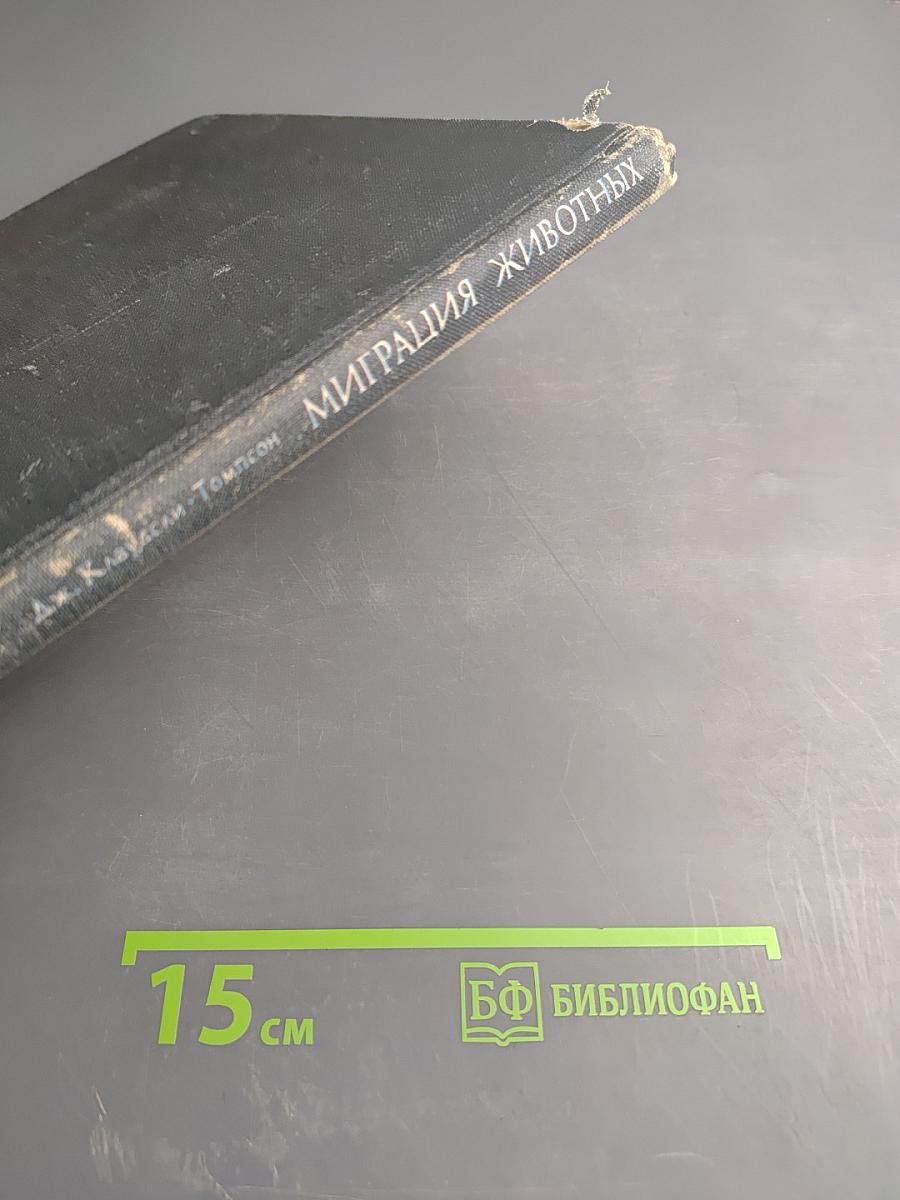 Дж. Клаудсли-Томпсон МИГРАЦИЯ ЖИВОТНЫХ
15 см
БФ БИБЛИОФАН